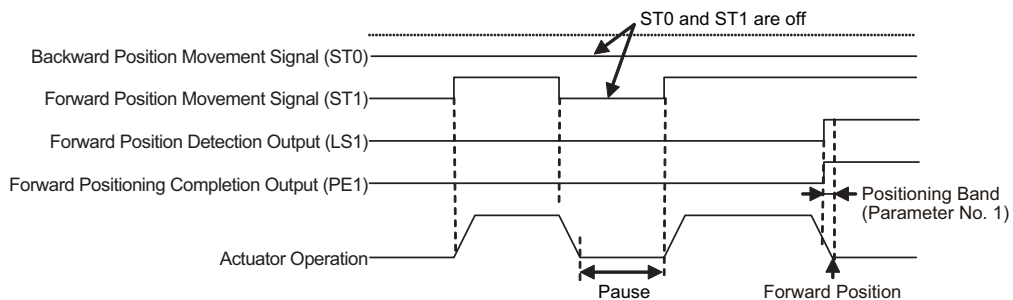 ST0 and ST1 are off
Backward Position Movement Signal (ST0)
Forward Position Movement Signal (ST1)
Forward Position Detection Output (LS1)
Forward Positioning Completion Output (PE1)
Positioning Band
(Parameter No. 1)
Actuator Operation
Pause
Forward Position